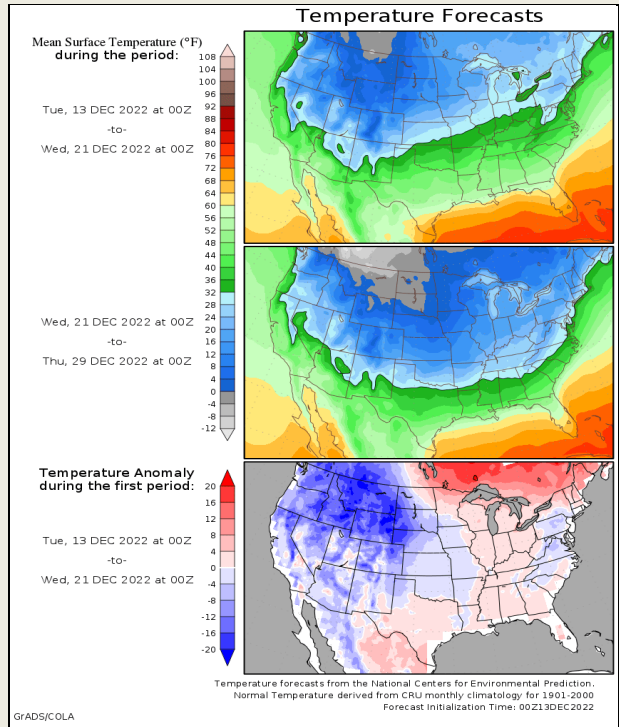 Temperature Forecasts
Mean Surface Temperature (°F)
during the period:
Tue, 13 DEC 2022 at 00Z
-to-
Wed, 21 DEC 2022 at 00Z
108
104
100
96
92
88
84
80
76
72
68
64
60
56
52
48
44
40
36
32
28
24
20
16
12
8
4
0
-4
-8
-12
Wed, 21 DEC 2022 at 00Z
-to-
Thu, 29 DEC 2022 at 00Z
Temperature Anomaly
during the first period:
Tue, 13 DEC 2022 at 00Z
-to-
Wed, 21 DEC 2022 at 00Z
20
16
12
8
4
0
-4
-8
-12
-16
-20
Temperature forecasts from the National Centers for Environmental Prediction.
Normal Temperature derived from CRU monthly climatology for 1901-2000
Forecast Initialization Time: 00Z13DEC2022
GrADS/COLA